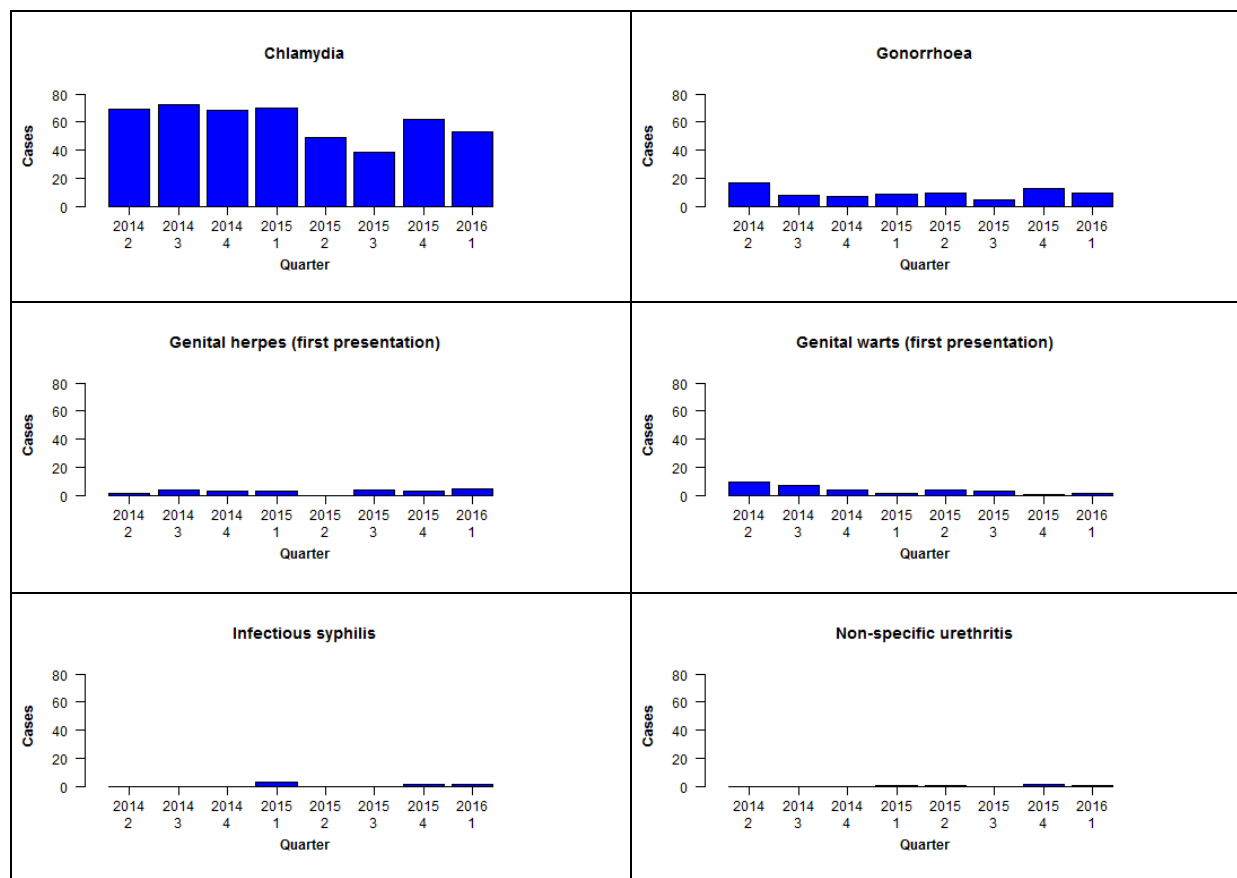 Chlamydia
80
60
40
20
0
Cases
2014 2014 2014 2015 2015 2015 2015 2016
2 3 4 1 2 3 4 1
Quarter
Gonorrhoea
80
60
40
20
0
Cases
2014 2014 2014 2015 2015 2015 2015 2016
2 3 4 1 2 3 4 1
Quarter
Genital herpes (first presentation)
80
60
40
20
0
Cases
2014 2014 2014 2015 2015 2015 2015 2016
2 3 4 1 2 3 4 1
Quarter
Genital warts (first presentation)
80
60
40
20
0
Cases
2014 2014 2014 2015 2015 2015 2015 2016
2 3 4 1 2 3 4 1
Quarter
Infectious syphilis
80
60
40
20
0
Cases
2014 2014 2014 2015 2015 2015 2015 2016
2 3 4 1 2 3 4 1
Quarter
Non-specific urethritis
80
60
40
20
0
Cases
2014 2014 2014 2015 2015 2015 2015 2016
2 3 4 1 2 3 4 1
Quarter